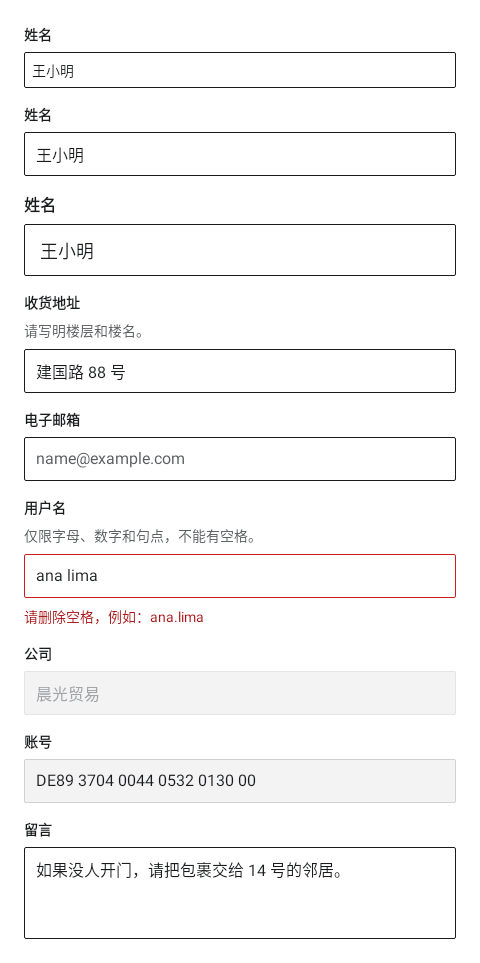 姓名
王小明
姓名
王小明
姓名
王小明
收货地址
请写明楼层和楼名。
建国路 88 号
电子邮箱
name@example.com
用户名
仅限字母、数字和句点，不能有空格。
ana lima
请删除空格，例如：ana.lima
公司
晨光贸易
账号
DE89 3704 0044 0532 0130 00
留言
如果没人开门，请把包裹交给 14 号的邻居。